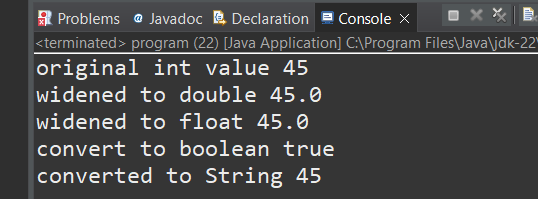 Problems Javadoc Declaration Console
<terminated> program (22) [Java Application] C:\Program Files\Java\jdk-22\
original int value 45
widened to double 45.0
widened to float 45.0
convert to boolean true
converted to String 45